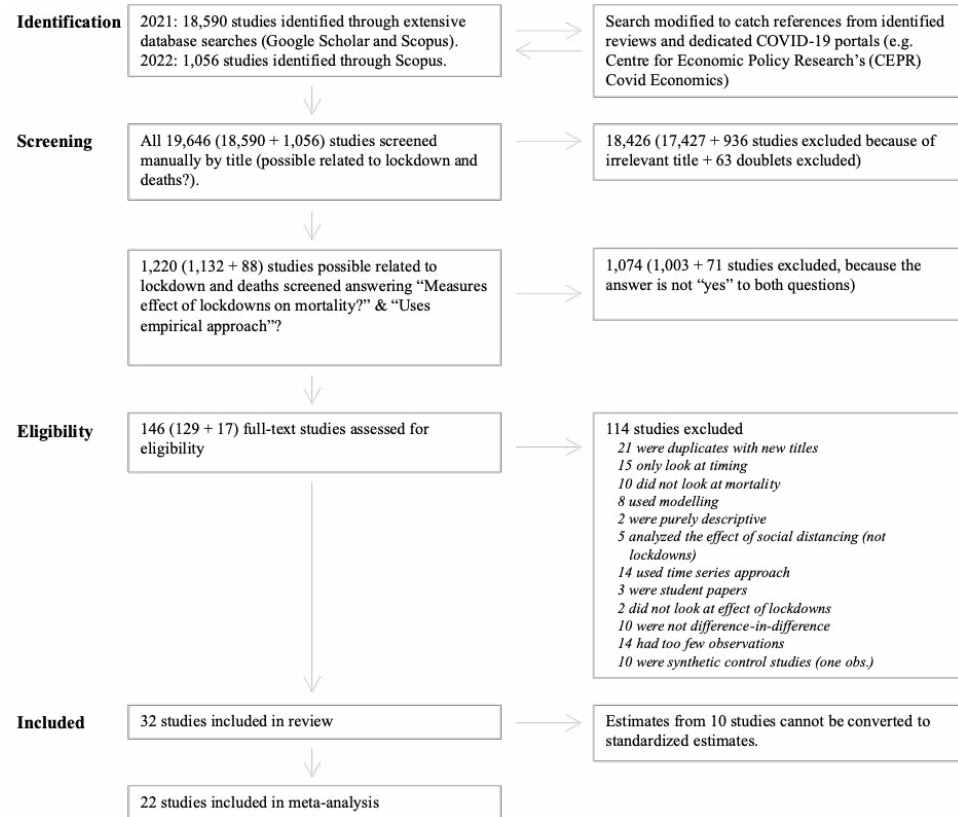 Identification
2021: 18,590 studies identified through extensive
database searches (Google Scholar and Scopus).
2022: 1,056 studies identified through Scopus.
Search modified to catch references from identified
reviews and dedicated COVID-19 portals (e.g.
Centre for Economic Policy Research's (CEPR)
Covid Economics)
Screening
All 19,646 (18,590 + 1,056) studies screened
manually by title (possible related to lockdown and
deaths?).
18,426 (17,427 + 936 studies excluded because of
irrelevant title + 63 doublets excluded)
1,220 (1,132 + 88) studies possible related to
lockdown and deaths screened answering “Measures
effect of lockdowns on mortality?” & “Uses
empirical approach”?
1,074 (1,003 + 71 studies excluded, because the
answer is not “yes” to both questions)
Eligibility
146 (129 + 17) full-text studies assessed for
eligibility
114 studies excluded
21 were duplicates with new titles
15 only look at timing
10 did not look at mortality
8 used modelling
2 were purely descriptive
5 analyzed the effect of social distancing (not
lockdowns)
14 used time series approach
3 were student papers
2 did not look at effect of lockdowns
10 were not difference-in-difference
14 had too few observations
10 were synthetic control studies (one obs.)
Included
32 studies included in review
Estimates from 10 studies cannot be converted to
standardized estimates.
22 studies included in meta-analysis